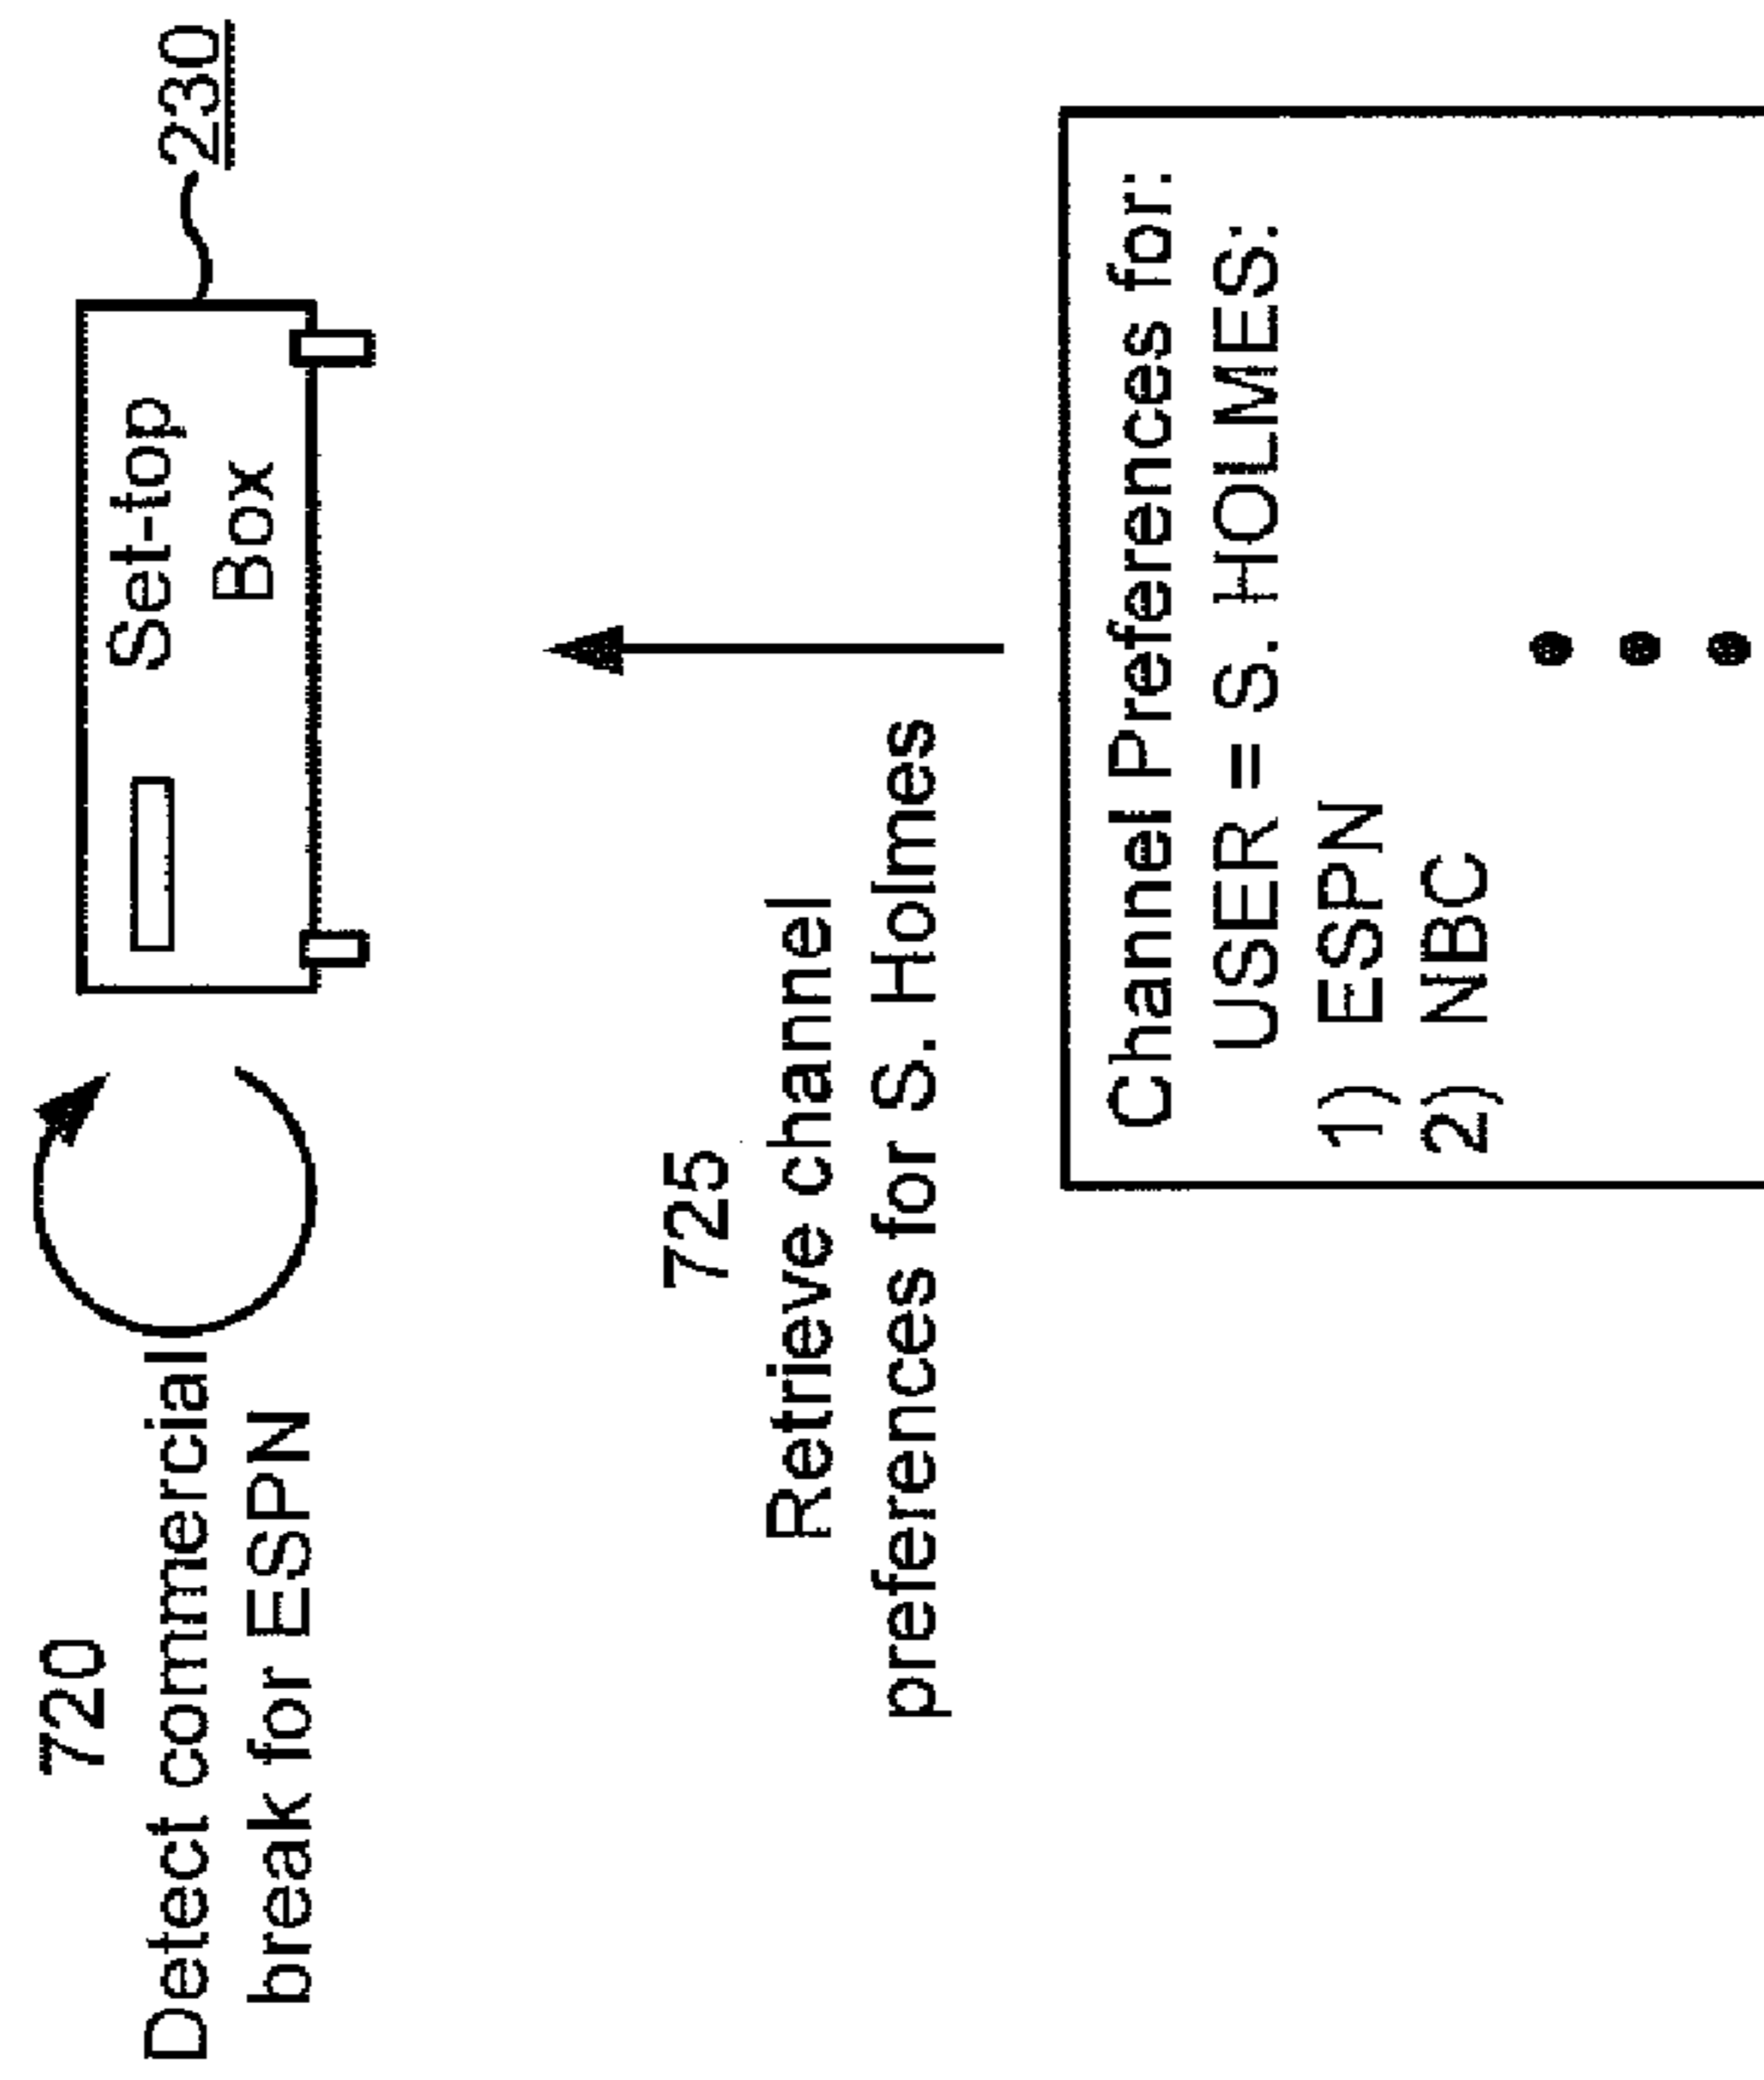 720
Detect commercial
break for ESPN
Set-top
Box
230
725
Retrieve channel
preferences for S. Holmes
Channel Preferences for:
USER = S. HOLMES:
1) ESPN
2) NBC